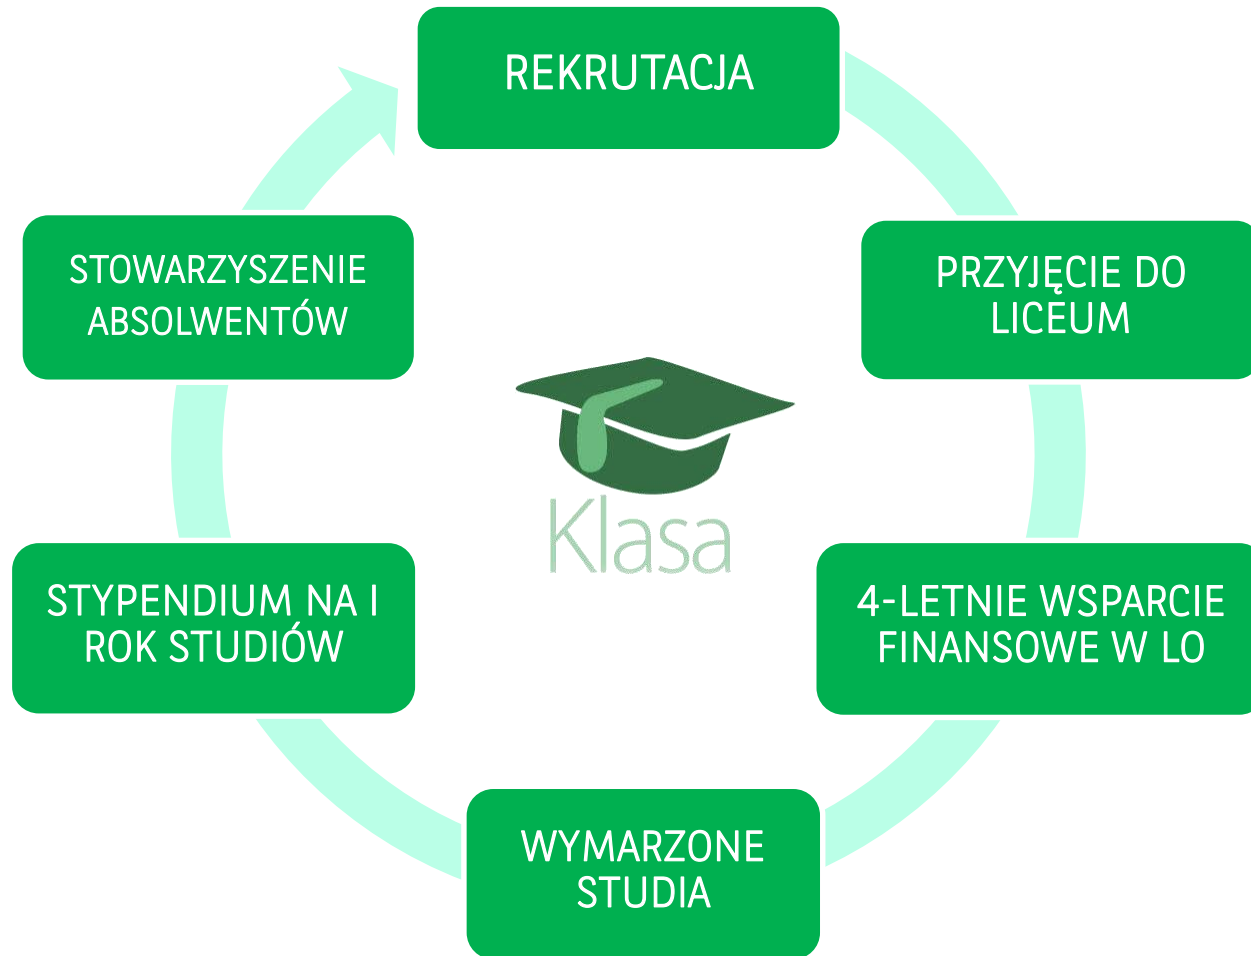 REKRUTACJA
PRZYJĘCIE DO
LICEUM
4-LETNIE WSPARCIE
FINANSOWE W LO
WYMARZONE
STUDIA
STYPENDIUM NA I
ROK STUDIÓW
STOWARZYSZENIE
ABSOLWENTÓW
Klasa